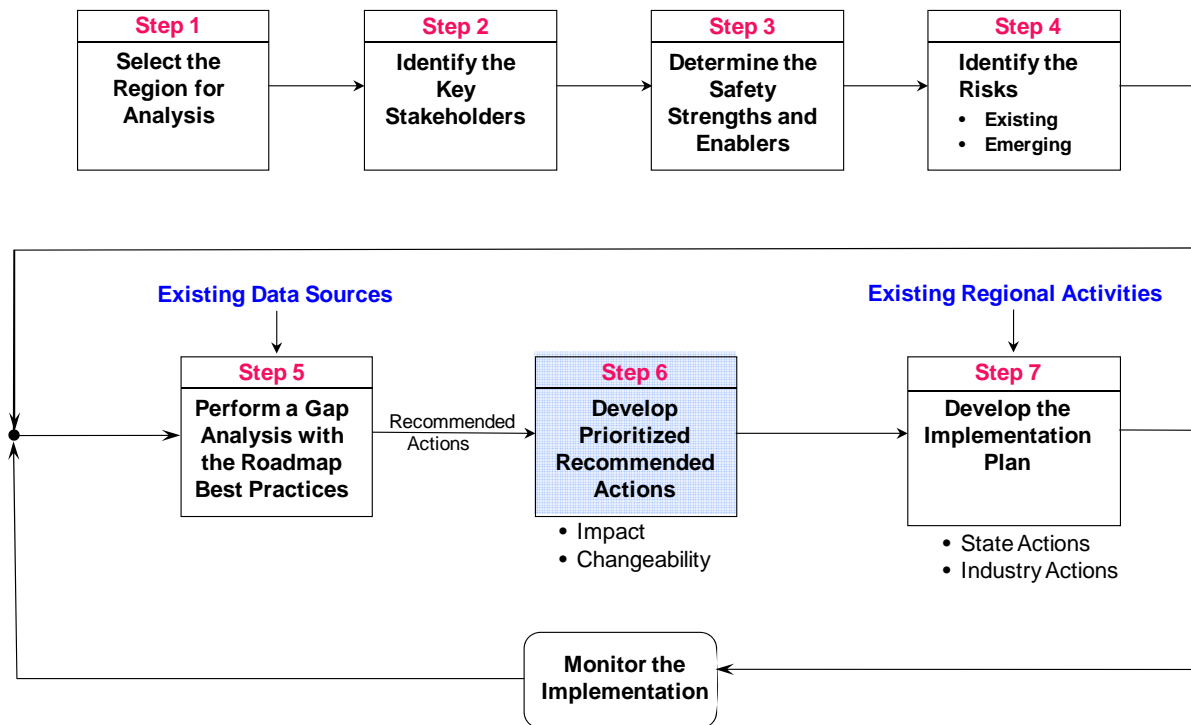 Step 1
Select the
Region for
Analysis
Step 2
Identify the
Key
Stakeholders
Step 3
Determine the
Safety
Strengths and
Enablers
Step 4
Identify the
Risks
• Existing
• Emerging
Existing Data Sources
Existing Regional Activities
Step 5
Perform a Gap
Analysis with
the Roadmap
Best Practices
Recommended
Actions
Step 6
Develop
Prioritized
Recommended
Actions
• Impact
• Changeability
Step 7
Develop the
Implementation
Plan
• State Actions
• Industry Actions
Monitor the
Implementation